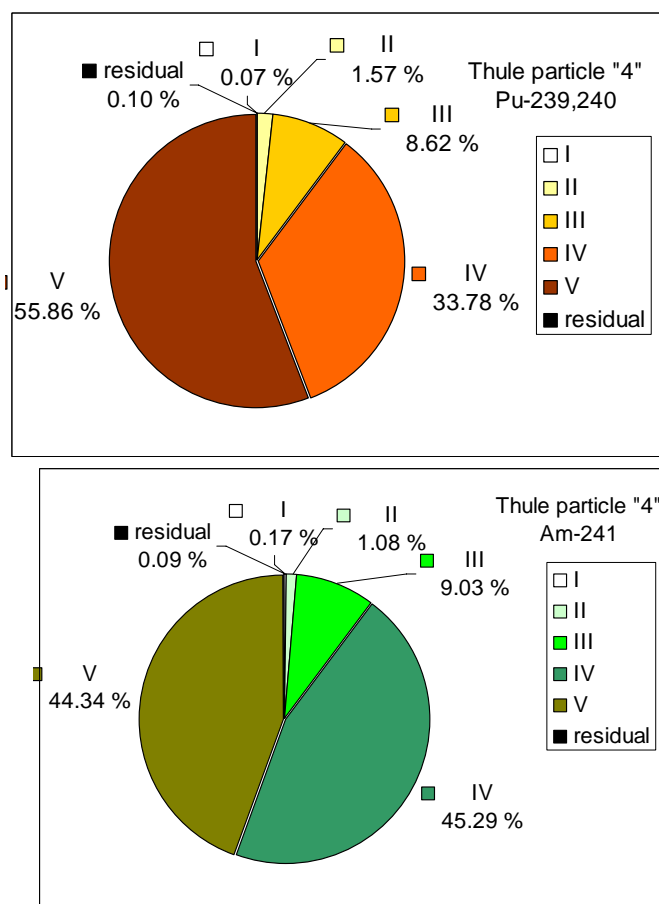 I
0.07 %
II
1.57 %
residual
0.10 %
Thule particle "4"
Pu-239,240
III
8.62 %
I
II
III
IV
V
residual
V
55.86 %
IV
33.78 %
I
0.17 %
II
1.08 %
residual
0.09 %
Thule particle "4"
Am-241
III
9.03 %
I
II
III
IV
V
residual
V
44.34 %
IV
45.29 %